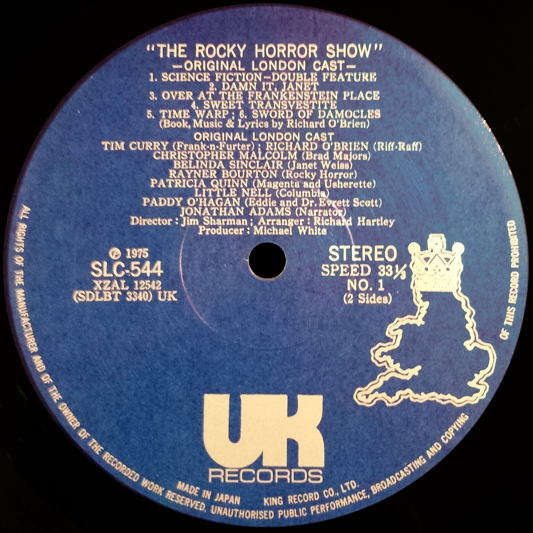 "THE ROCKY HORROR SHOW"
—ORIGINAL LONDON CAST—
1. SCIENCE FICTION—DOUBLE FEATURE
2. DAMN IT, JANET
3. OVER AT THE FRANKENSTEIN PLACE
4. SWEET TRANSVESTITE
5. TIME WARP ; 6. SWORD OF DAMOCLES
(Book, Music & Lyrics by Richard O'Brien)
ORIGINAL LONDON CAST
TIM CURRY (Frank-n-Furter) ; RICHARD O'BRIEN (Riff-Raff)
CHRISTOPHER MALCOLM (Brad Majors)
BELINDA SINCLAIR (Janet Weiss)
RAYNER BOURTON (Rocky Horror)
PATRICIA QUINN (Magenta and Usherette)
LITTLE NELL (Columbia)
PADDY O'HAGAN (Eddie and Dr. Evrett Scott)
JONATHAN ADAMS (Narrator)
Director : Jim Sharman ; Arranger : Richard Hartley
Producer : Michael White
℗ 1975
SLC-544
XZAL 12542
(SDLBT 3340) UK
STEREO
SPEED 33⅓
NO. 1
(2 Sides)
UK
RECORDS
MADE IN JAPAN KING RECORD CO., LTD.
ALL RIGHTS OF THE MANUFACTURER AND OF THE OWNER OF THE RECORDED WORK RESERVED. UNAUTHORISED PUBLIC PERFORMANCE, BROADCASTING AND COPYING OF THIS RECORD PROHIBITED